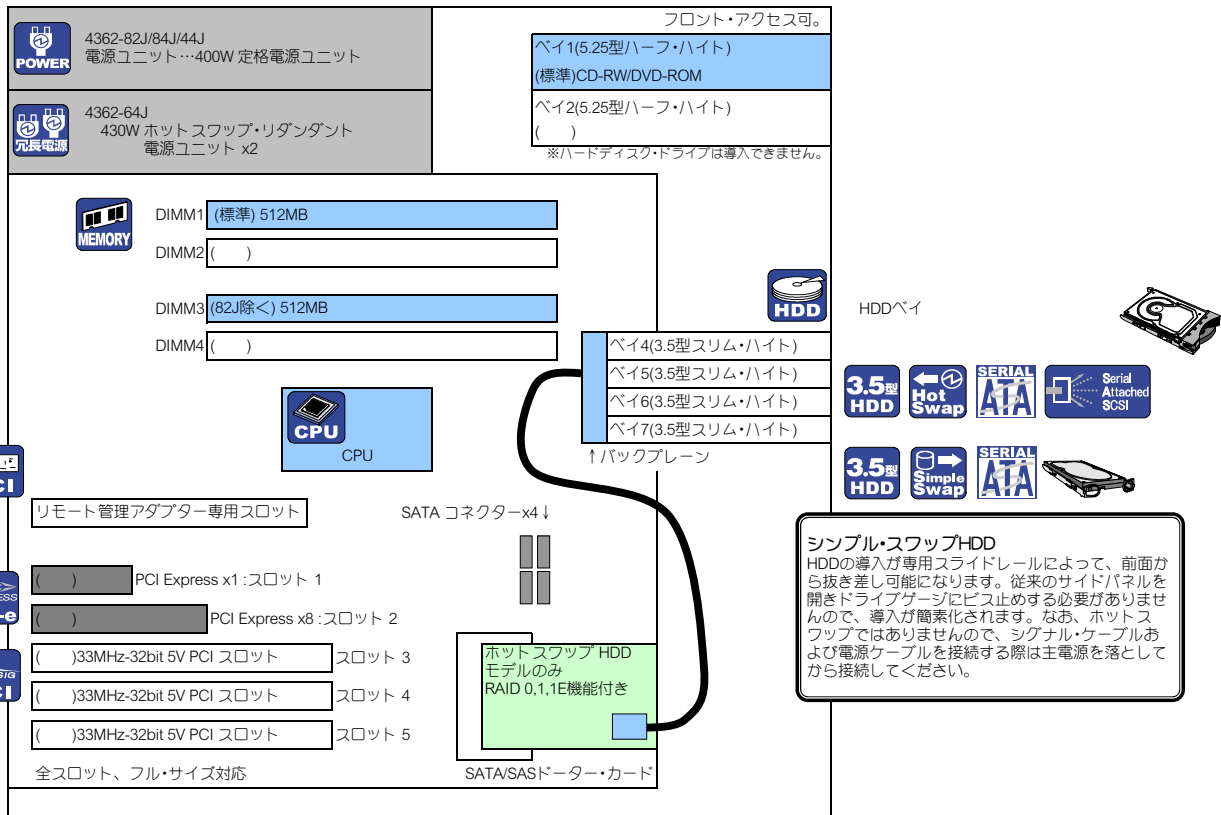 POWER
4362-82J/84J/44J
電源ユニット…400W 定格電源ユニット
冗長電源
4362-64J
430W ホットスワップ・リダンダント
電源ユニット x2
フロント・アクセス可。
ベイ1(5.25型ハーフ・ハイト)
(標準)CD-RW/DVD-ROM
ベイ2(5.25型ハーフ・ハイト)
(　　)
※ハードディスク・ドライブは導入できません。
MEMORY
DIMM1 (標準) 512MB
DIMM2 (　　)
DIMM3 (82J除く) 512MB
DIMM4 (　　)
HDD
HDDベイ
ベイ4(3.5型スリム・ハイト)
ベイ5(3.5型スリム・ハイト)
ベイ6(3.5型スリム・ハイト)
ベイ7(3.5型スリム・ハイト)
↑バックプレーン
3.5型 HDD
Hot Swap
SERIAL ATA
Serial Attached SCSI
3.5型 HDD
Simple Swap
SERIAL ATA
CPU
CPU
CI
リモート管理アダプター専用スロット
SATA コネクターx4↓
ESS
-e
(　　) PCI Express x1 :スロット 1
(　　) PCI Express x8 :スロット 2
SIG
CI
(　　)33MHz-32bit 5V PCI スロット スロット 3
(　　)33MHz-32bit 5V PCI スロット スロット 4
(　　)33MHz-32bit 5V PCI スロット スロット 5
全スロット、フル・サイズ対応
ホットスワップ HDD
モデルのみ
RAID 0,1,1E機能付き
SATA/SASドーター・カード
シンプル・スワップHDD
HDDの導入が専用スライドレールによって、前面か
ら抜き差し可能になります。従来のサイドパネルを
開きドライブゲージにビス止めする必要がありませ
んので、導入が簡素化されます。なお、ホットス
ワップではありませんので、シグナル・ケーブルお
よび電源ケーブルを接続する際は主電源を落として
から接続してください。